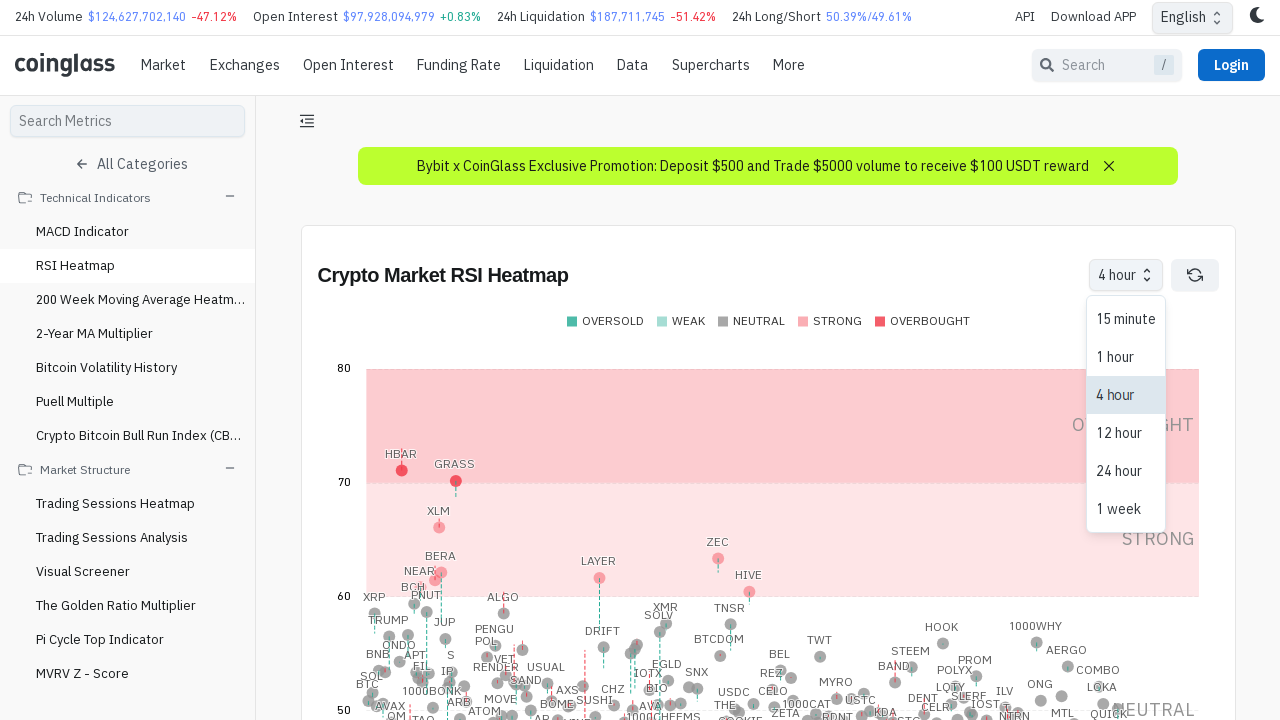 24h Volume $124,627,702,140 -47.12% Open Interest $97,928,094,979 +0.83% 24h Liquidation $187,711,745 -51.42% 24h Long/Short 50.39%/49.61% API Download APP English
coinglass Market Exchanges Open Interest Funding Rate Liquidation Data Supercharts More Search / Login
Search Metrics
All Categories
Technical Indicators
MACD Indicator
RSI Heatmap
200 Week Moving Average Heatm...
2-Year MA Multiplier
Bitcoin Volatility History
Puell Multiple
Crypto Bitcoin Bull Run Index (CB...
Market Structure
Trading Sessions Heatmap
Trading Sessions Analysis
Visual Screener
The Golden Ratio Multiplier
Pi Cycle Top Indicator
MVRV Z - Score
Bybit x CoinGlass Exclusive Promotion: Deposit $500 and Trade $5000 volume to receive $100 USDT reward
Crypto Market RSI Heatmap
4 hour
15 minute
1 hour
4 hour
12 hour
24 hour
1 week
OVERSOLD WEAK NEUTRAL STRONG OVERBOUGHT
80
HBAR
GRASS
70
XLM
STRONG
ZEC
BERA
LAYER
NEAR
HIVE
BCH
60
XRP
PNUT
ALGO
XMR
TNSR
SOLV
TRUMP
JUP
PENGU
DRIFT
HOOK
1000WHY
POL
BTCDOM
TWT
ONDO
BNB
APT
S
BEL
STEEM
AERGO
VET
PROM
FIL
RENDER
USUAL
EGLD
BAND
SOL
IP
IOTX
SNX
REZ
POLYX
COMBO
BTC
1000BONK
SAND
AXS
CHZ
BIO
USDC
CELO
MYRO
ONG
LQTY
ILV
LOKA
AVAX
ARB
MOVE
BOME
SUSHI
AVA
THE
1000CAT
USTC
DENT
SLERF
CELR
IOST
50
OM
ATOM
ZETA
KDA
MTL
QUICK
NEUTRAL